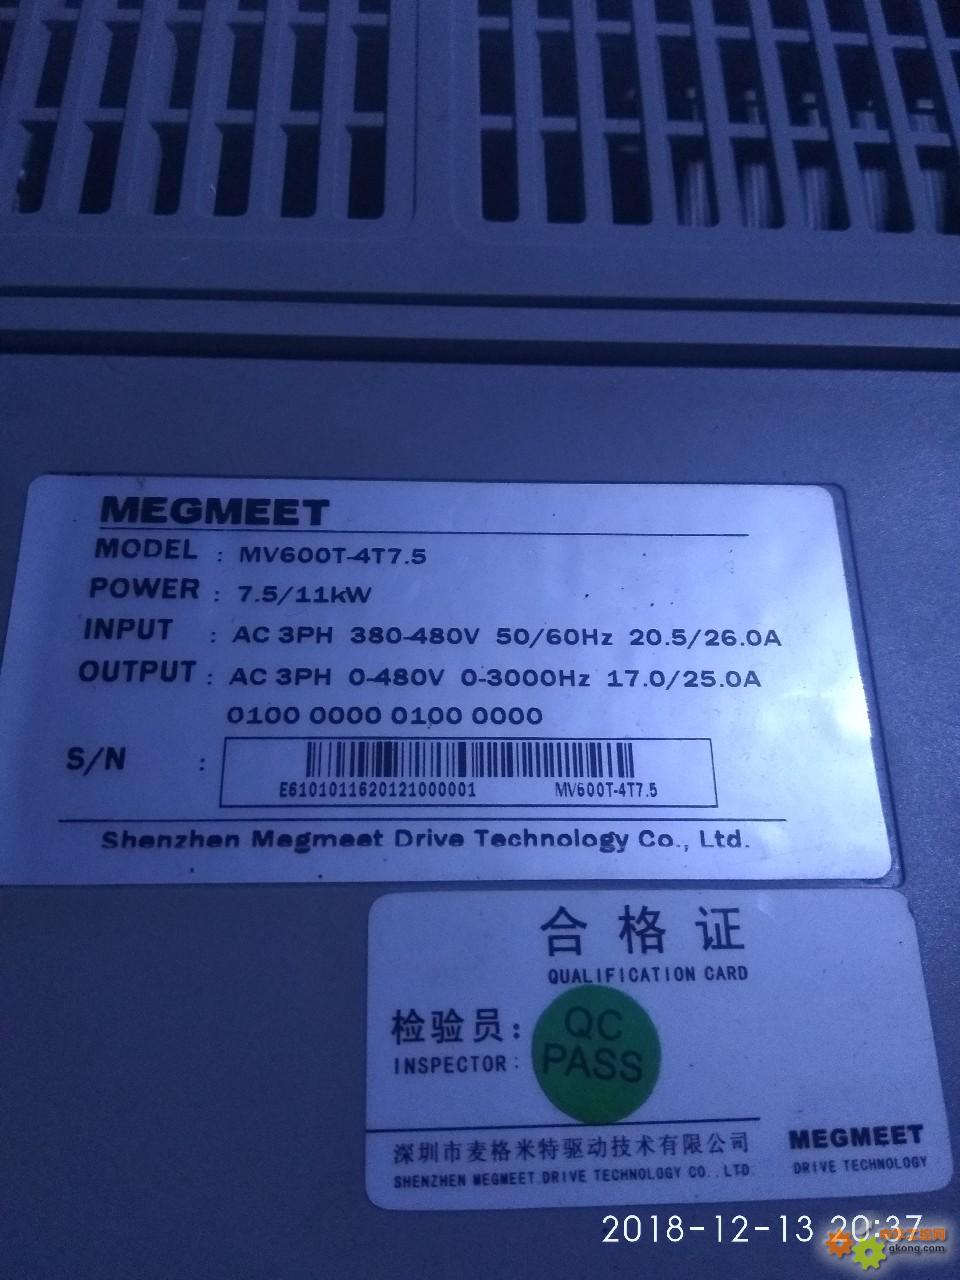 MEGMEET
MODEL : MV600T-4T7.5
POWER : 7.5/11kW
INPUT : AC 3PH 380-480V 50/60Hz 20.5/26.0A
OUTPUT : AC 3PH 0-480V 0-3000Hz 17.0/25.0A
0100 0000 0100 0000
S/N :
E6101011620121000001 MV600T-4T7.5
Shenzhen Megmeet Drive Technology Co., Ltd.
合格证
QUALIFICATION CARD
检验员:
INSPECTOR:
QC
PASS
深圳市麦格米特驱动技术有限公司
SHENZHEN MEGMEET DRIVE TECHNOLOGY CO., LTD
MEGMEET
DRIVE TECHNOLOGY
2018-12-13 20:37
gkong.com